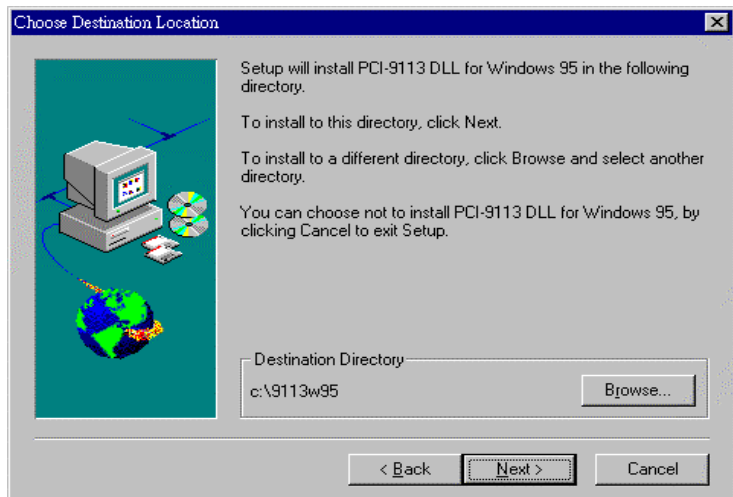 Choose Destination Location
Setup will install PCI-9113 DLL for Windows 95 in the following
directory.
To install to this directory, click Next.
To install to a different directory, click Browse and select another
directory.
You can choose not to install PCI-9113 DLL for Windows 95, by
clicking Cancel to exit Setup.
Destination Directory
c:\9113w95
Browse...
< Back
Next >
Cancel